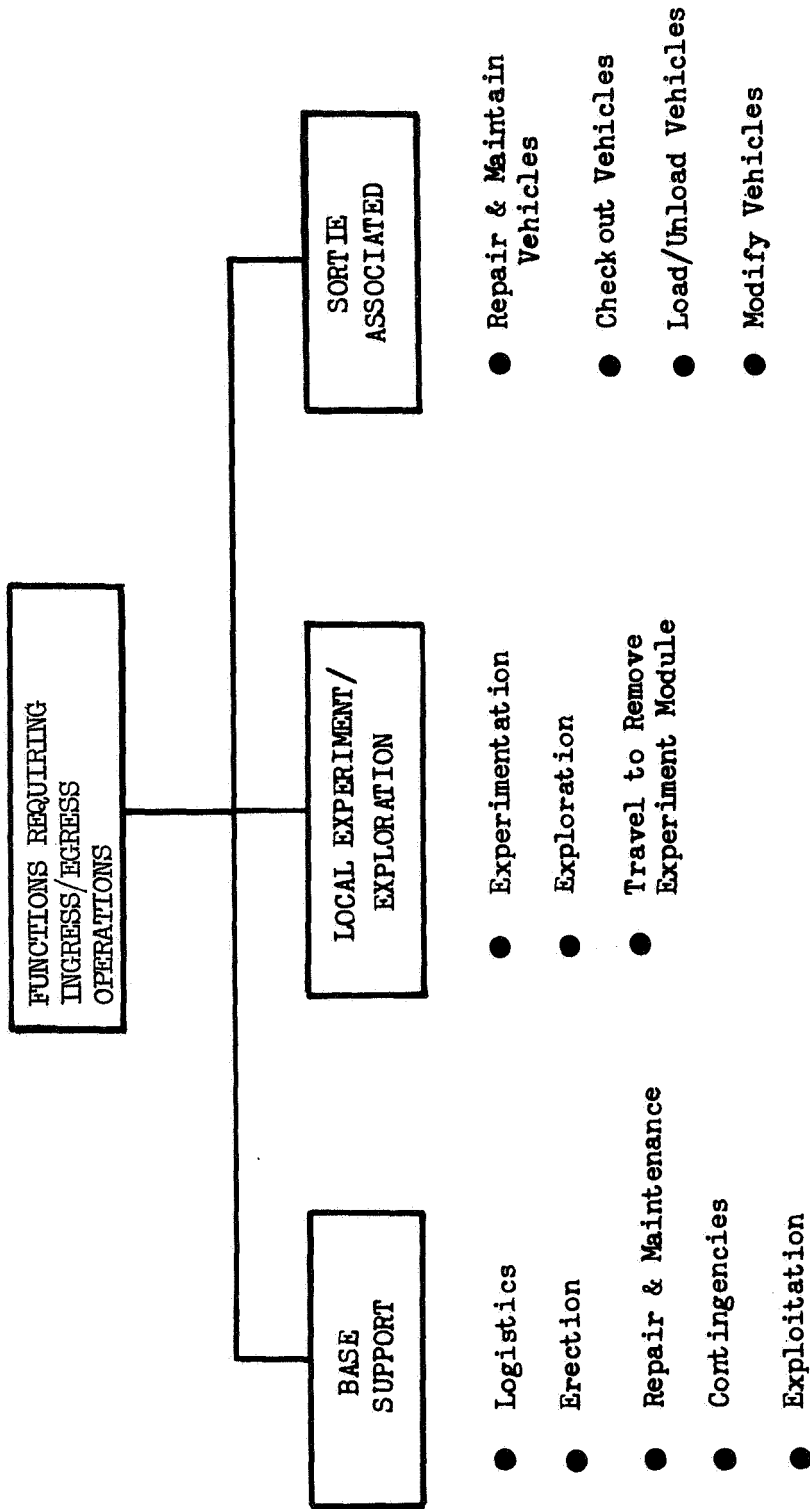 FUNCTIONS REQUIRING
INGRESS/EGRESS
OPERATIONS
BASE
SUPPORT
● Logistics
● Erection
● Repair & Maintenance
● Contingencies
● Exploitation
LOCAL EXPERIMENT/
EXPLORATION
● Experimentation
● Exploration
● Travel to Remove
Experiment Module
SORTIE
ASSOCIATED
● Repair & Maintain
Vehicles
● Checkout Vehicles
● Load/Unload Vehicles
● Modify Vehicles